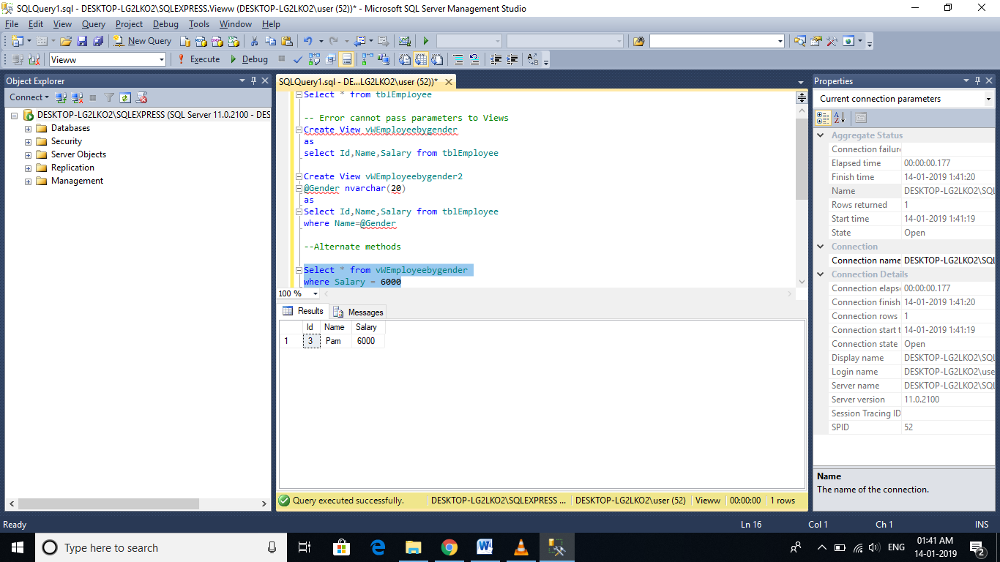 SQLQuery1.sql - DESKTOP-LG2LKO2\SQLEXPRESS.Vieww (DESKTOP-LG2LKO2\user (52))* - Microsoft SQL Server Management Studio
File Edit View Query Project Debug Tools Window Help
New Query
Vieww Execute Debug
Object Explorer
Connect
DESKTOP-LG2LKO2\SQLEXPRESS (SQL Server 11.0.2100 - DES
Databases
Security
Server Objects
Replication
Management
SQLQuery1.sql - DE...LG2LKO2\user (52))*
Select * from tblEmployee
-- Error cannot pass parameters to Views
Create View vWEmployeebygender
as
select Id,Name,Salary from tblEmployee
Create View vWEmployeebygender2
@Gender nvarchar(20)
as
Select Id,Name,Salary from tblEmployee
where Name=@Gender
--Alternate methods
Select * from vWEmployeebygender
where Salary = 6000
100 %
Results Messages
Id Name Salary
1 3 Pam 6000
Query executed successfully. DESKTOP-LG2LKO2\SQLEXPRESS ... DESKTOP-LG2LKO2\user (52) Vieww 00:00:00 1 rows
Properties
Current connection parameters
Aggregate Status
Connection failure
Elapsed time 00:00:00.177
Finish time 14-01-2019 1:41:20
Name DESKTOP-LG2LKO2\SQL
Rows returned 1
Start time 14-01-2019 1:41:19
State Open
Connection
Connection name DESKTOP-LG2LKO2\SQL
Connection Details
Connection elapse 00:00:00.177
Connection finish 14-01-2019 1:41:20
Connection rows 1
Connection start t 14-01-2019 1:41:19
Connection state Open
Display name DESKTOP-LG2LKO2\SQL
Login name DESKTOP-LG2LKO2\use
Server name DESKTOP-LG2LKO2\SQL
Server version 11.0.2100
Session Tracing ID
SPID 52
Name
The name of the connection.
Ready Ln 16 Col 1 Ch 1 INS
Type here to search
ENG 01:41 AM
14-01-2019
2